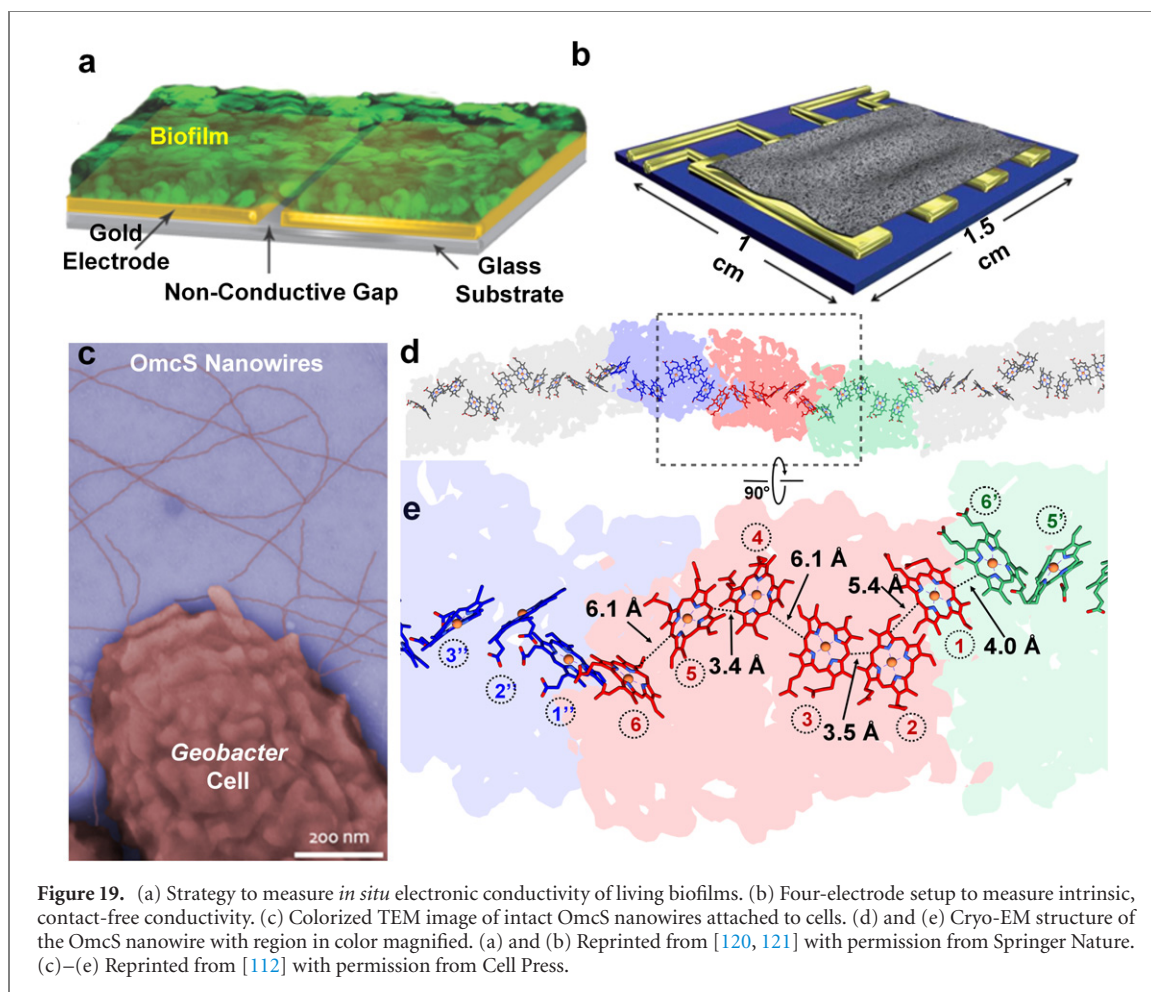 a
Biofilm
Gold
Electrode
Non-Conductive Gap
Glass
Substrate
b
1
cm
1.5
cm
c
OmcS Nanowires
Geobacter
Cell
200 nm
d
90°
e
3''
2''
1''
6
6.1 Å
5
3.4 Å
4
6.1 Å
3
3.5 Å
2
5.4 Å
1
4.0 Å
6'
5'
Figure 19. (a) Strategy to measure in situ electronic conductivity of living biofilms. (b) Four-electrode setup to measure intrinsic,
contact-free conductivity. (c) Colorized TEM image of intact OmcS nanowires attached to cells. (d) and (e) Cryo-EM structure of
the OmcS nanowire with region in color magnified. (a) and (b) Reprinted from [120, 121] with permission from Springer Nature.
(c)–(e) Reprinted from [112] with permission from Cell Press.